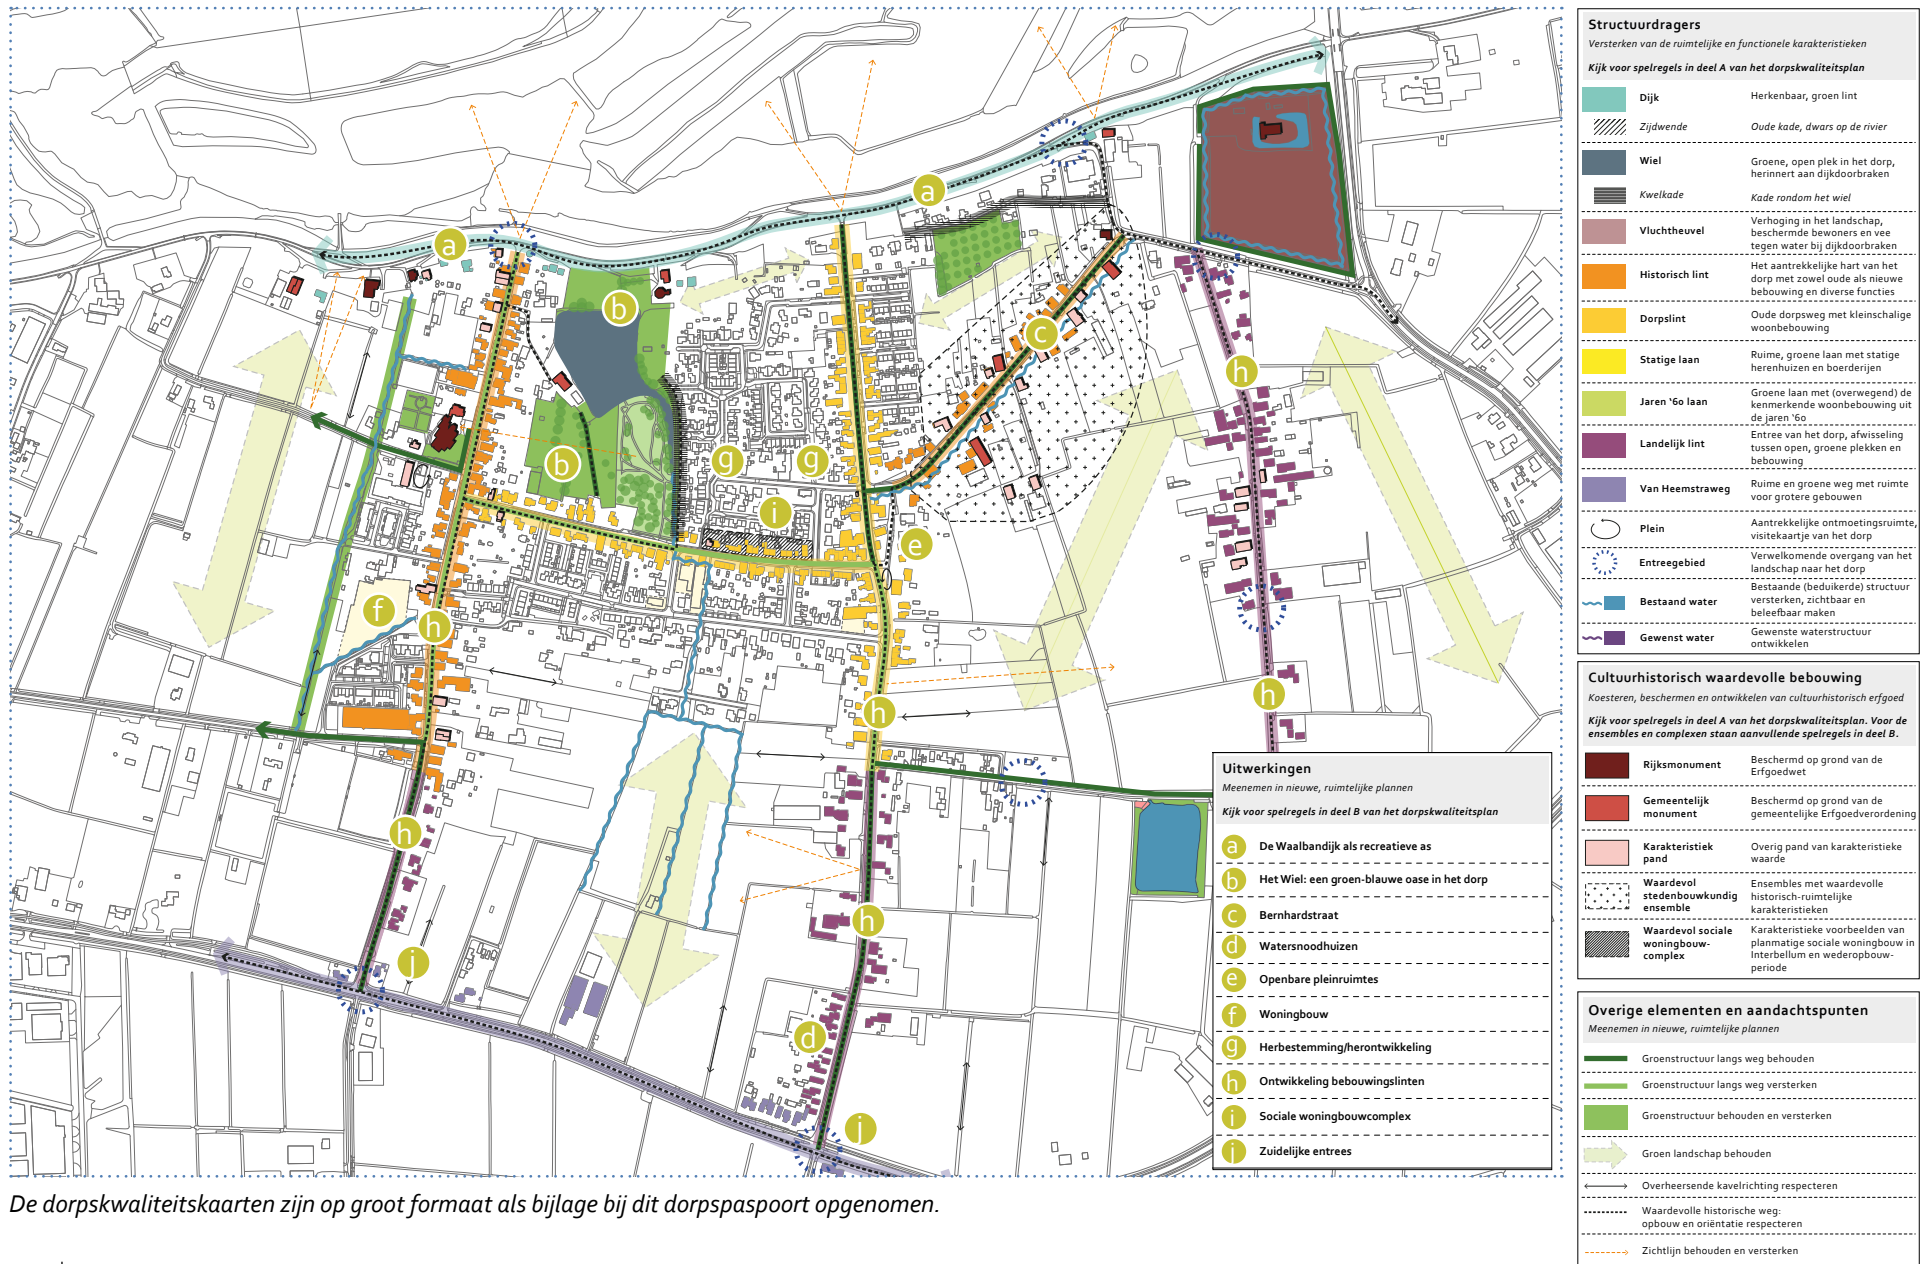 a
a
b
c
h
b
g
g
i
e
f
h
h
h
h
h
j
d
j
De dorpskwaliteitskaarten zijn op groot formaat als bijlage bij dit dorpspaspoort opgenomen.
Uitwerkingen
Meenemen in nieuwe, ruimtelijke plannen
Kijk voor spelregels in deel B van het dorpskwaliteitsplan
a De Waalbandijk als recreatieve as
b Het Wiel: een groen-blauwe oase in het dorp
c Bernhardstraat
d Watersnoodhuizen
e Openbare pleinruimtes
f Woningbouw
g Herbestemming/herontwikkeling
h Ontwikkeling bebouwingslinten
i Sociale woningbouwcomplex
j Zuidelijke entrees
Structuurdragers
Versterken van de ruimtelijke en functionele karakteristieken
Kijk voor spelregels in deel A van het dorpskwaliteitsplan
Dijk Herkenbaar, groen lint
Zijdwende Oude kade, dwars op de rivier
Wiel Groene, open plek in het dorp,
herinnert aan dijkdoorbraken
Kwelkade Kade rondom het wiel
Vluchtheuvel Verhoging in het landschap,
beschermde bewoners en vee
tegen water bij dijkdoorbraken
Historisch lint Het aantrekkelijke hart van het
dorp met zowel oude als nieuwe
bebouwing en diverse functies
Dorpslint Oude dorpsweg met kleinschalige
woonbebouwing
Statige laan Ruime, groene laan met statige
herenhuizen en boerderijen
Jaren ‘60 laan Groene laan met (overwegend) de
kenmerkende woonbebouwing uit
de jaren ‘60
Landelijk lint Entree van het dorp, afwisseling
tussen open, groene plekken en
bebouwing
Van Heemstraweg Ruime en groene weg met ruimte
voor grotere gebouwen
Plein Aantrekkelijke ontmoetingsruimte,
visitekaartje van het dorp
Entreegebied Verwelkomende overgang van het
landschap naar het dorp
Bestaand water Bestaande (beduikerde) structuur
versterken, zichtbaar en
beleefbaar maken
Gewenst water Gewenste waterstructuur
ontwikkelen
Cultuurhistorisch waardevolle bebouwing
Koesteren, beschermen en ontwikkelen van cultuurhistorisch erfgoed
Kijk voor spelregels in deel A van het dorpskwaliteitsplan. Voor de
ensembles en complexen staan aanvullende spelregels in deel B.
Rijksmonument Beschermd op grond van de
Erfgoedwet
Gemeentelijk monument Beschermd op grond van de
gemeentelijke Erfgoedverordening
Karakteristiek pand Overig pand van karakteristieke
waarde
Waardevol stedenbouwkundig ensemble Ensembles met waardevolle
historisch-ruimtelijke
karakteristieken
Waardevol sociale woningbouw-complex Karakteristieke voorbeelden van
planmatige sociale woningbouw in
Interbellum en wederopbouw-
periode
Overige elementen en aandachtspunten
Meenemen in nieuwe, ruimtelijke plannen
Groenstructuur langs weg behouden
Groenstructuur langs weg versterken
Groenstructuur behouden en versterken
Groen landschap behouden
Overheersende kavelrichting respecteren
Waardevolle historische weg:
opbouw en oriëntatie respecteren
Zichtlijn behouden en versterken